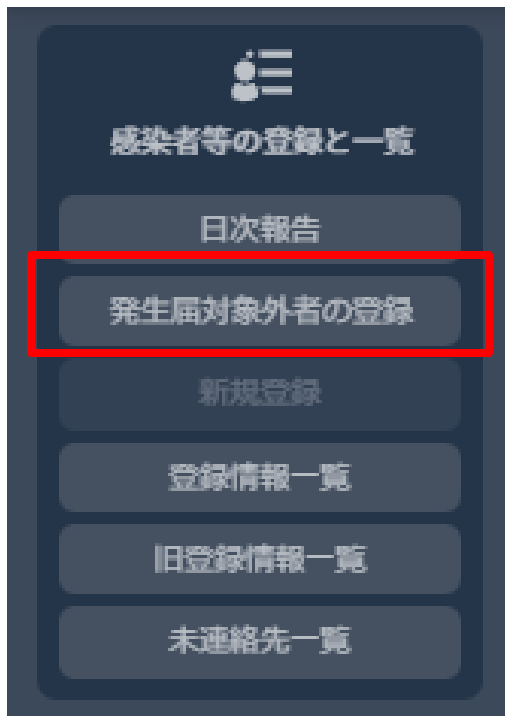 感染者等の登録と一覧
日次報告
発生届対象外者の登録
新規登録
登録情報一覧
旧登録情報一覧
未連絡先一覧